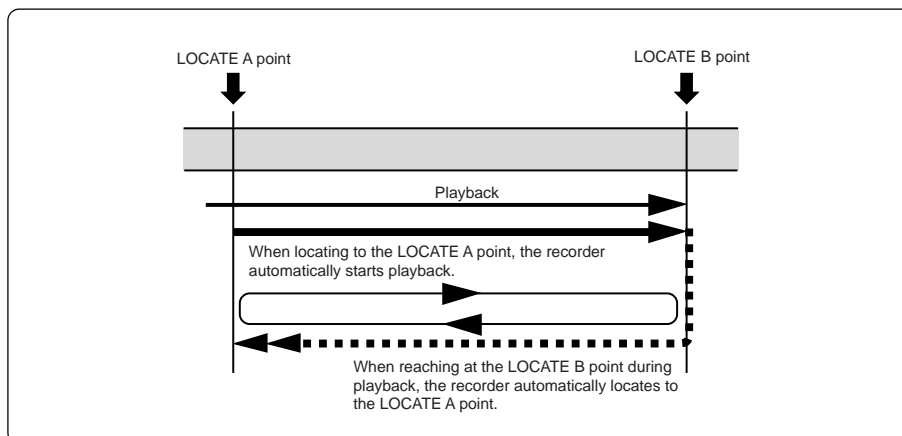 LOCATE A point
LOCATE B point
Playback
When locating to the LOCATE A point, the recorder
automatically starts playback.
When reaching at the LOCATE B point during
playback, the recorder automatically locates to
the LOCATE A point.